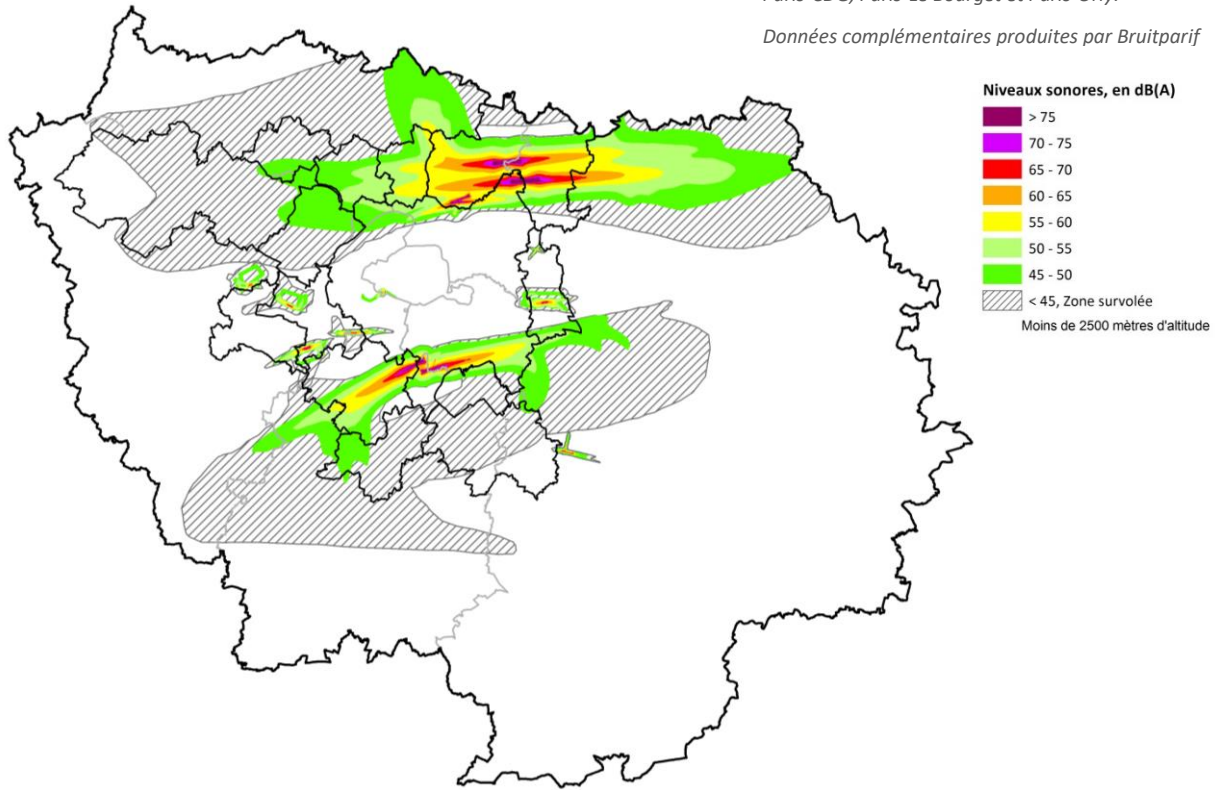 Données complémentaires produites par Bruitparif
Niveaux sonores, en dB(A)
> 75
70 - 75
65 - 70
60 - 65
55 - 60
50 - 55
45 - 50
< 45, Zone survolée
Moins de 2500 mètres d'altitude